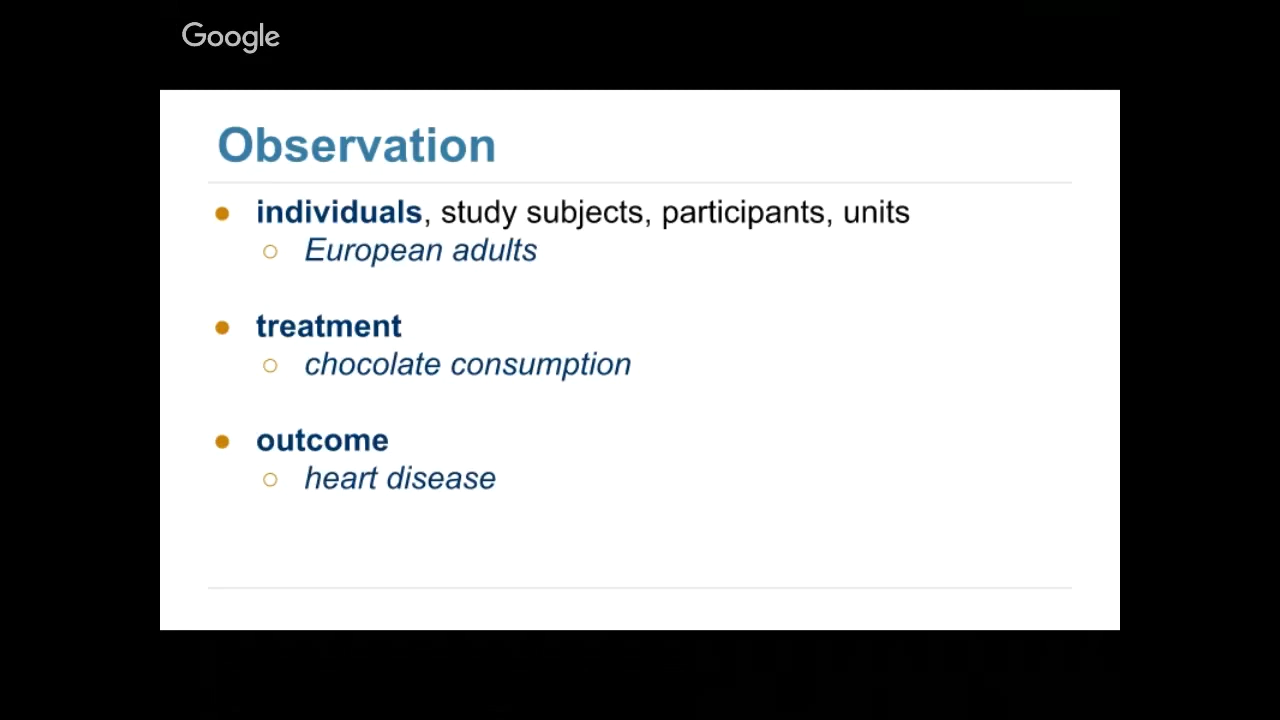 Google
Observation
● individuals, study subjects, participants, units
○ European adults
● treatment
○ chocolate consumption
● outcome
○ heart disease